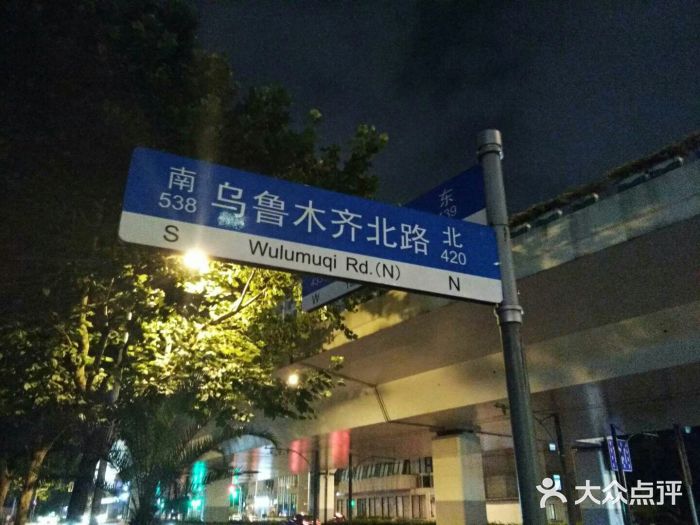 南 乌鲁木齐北路 北
538 420
S Wulumuqi Rd.(N) N
东
W
大众点评